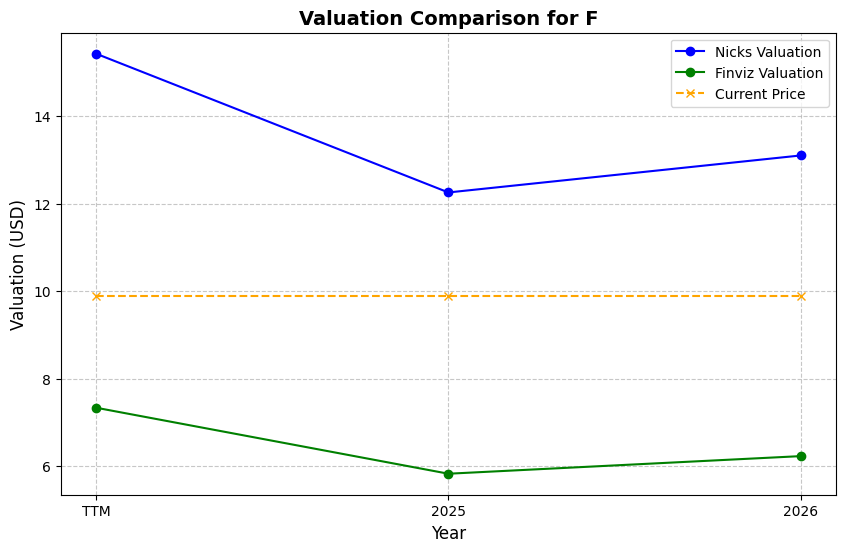 Valuation Comparison for F
Nicks Valuation
Finviz Valuation
Current Price
Valuation (USD)
14
12
10
8
6
TTM
2025
2026
Year